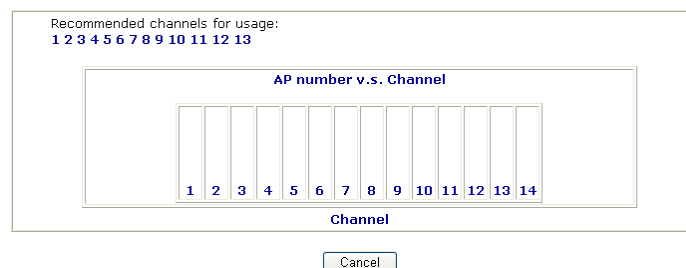 Recommended channels for usage:
1 2 3 4 5 6 7 8 9 10 11 12 13
AP number v.s. Channel
1 2 3 4 5 6 7 8 9 10 11 12 13 14
Channel
Cancel